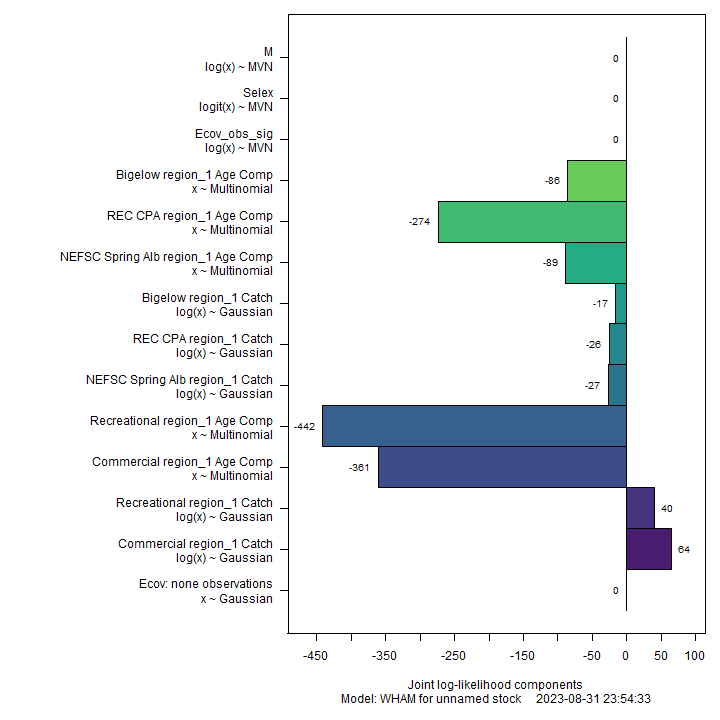 M
log(x) ~ MVN
0
Selex
logit(x) ~ MVN
0
Ecov_obs_sig
log(x) ~ MVN
0
Bigelow region_1 Age Comp
x ~ Multinomial
-86
REC CPA region_1 Age Comp
x ~ Multinomial
-274
NEFSC Spring Alb region_1 Age Comp
x ~ Multinomial
-89
Bigelow region_1 Catch
log(x) ~ Gaussian
-17
REC CPA region_1 Catch
log(x) ~ Gaussian
-26
NEFSC Spring Alb region_1 Catch
log(x) ~ Gaussian
-27
Recreational region_1 Age Comp
x ~ Multinomial
-442
Commercial region_1 Age Comp
x ~ Multinomial
-361
Recreational region_1 Catch
log(x) ~ Gaussian
40
Commercial region_1 Catch
log(x) ~ Gaussian
64
Ecov: none observations
x ~ Gaussian
0
-450 -350 -250 -150 -50 0 50 100
Joint log-likelihood components
Model: WHAM for unnamed stock 2023-08-31 23:54:33